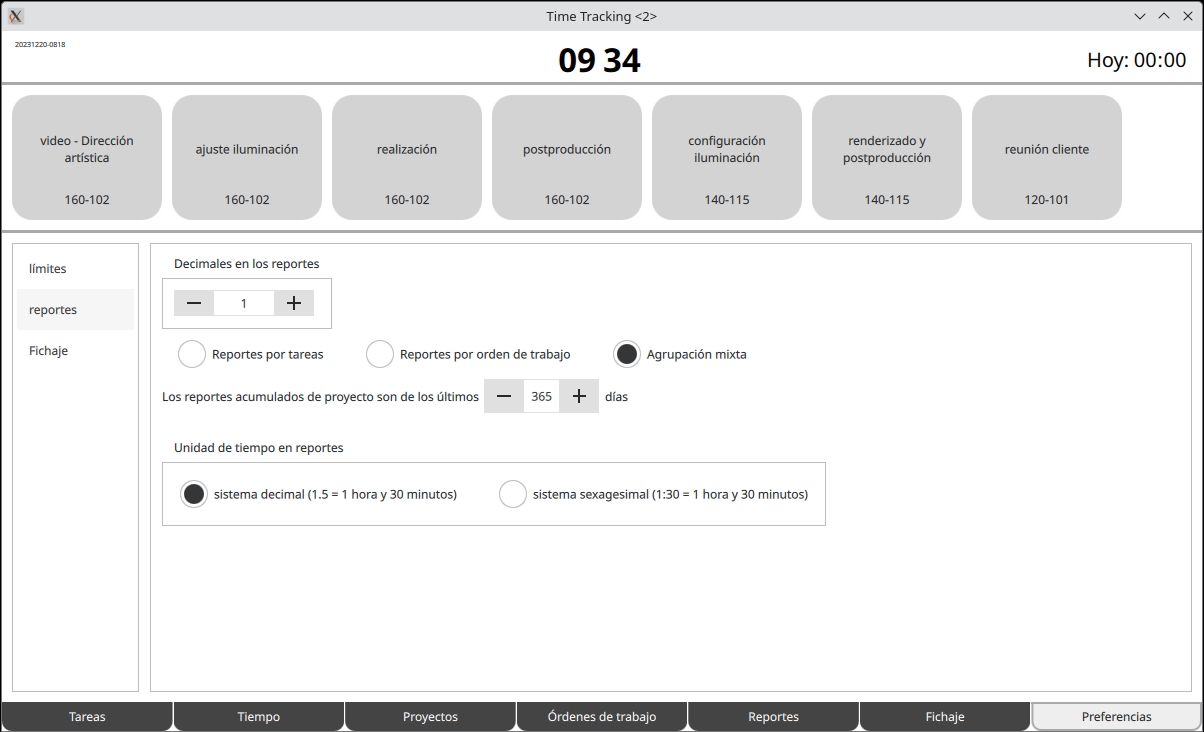 Time Tracking <2>
20231220-0818
09 34
Hoy: 00:00
video - Dirección
artística
160-102
ajuste iluminación
160-102
realización
160-102
postproducción
160-102
configuración
iluminación
140-115
renderizado y
postproducción
140-115
reunión cliente
120-101
límites
reportes
Fichaje
Decimales en los reportes
1
Reportes por tareas
Reportes por orden de trabajo
Agrupación mixta
Los reportes acumulados de proyecto son de los últimos 365 días
Unidad de tiempo en reportes
sistema decimal (1.5 = 1 hora y 30 minutos)
sistema sexagesimal (1:30 = 1 hora y 30 minutos)
Tareas
Tiempo
Proyectos
Órdenes de trabajo
Reportes
Fichaje
Preferencias